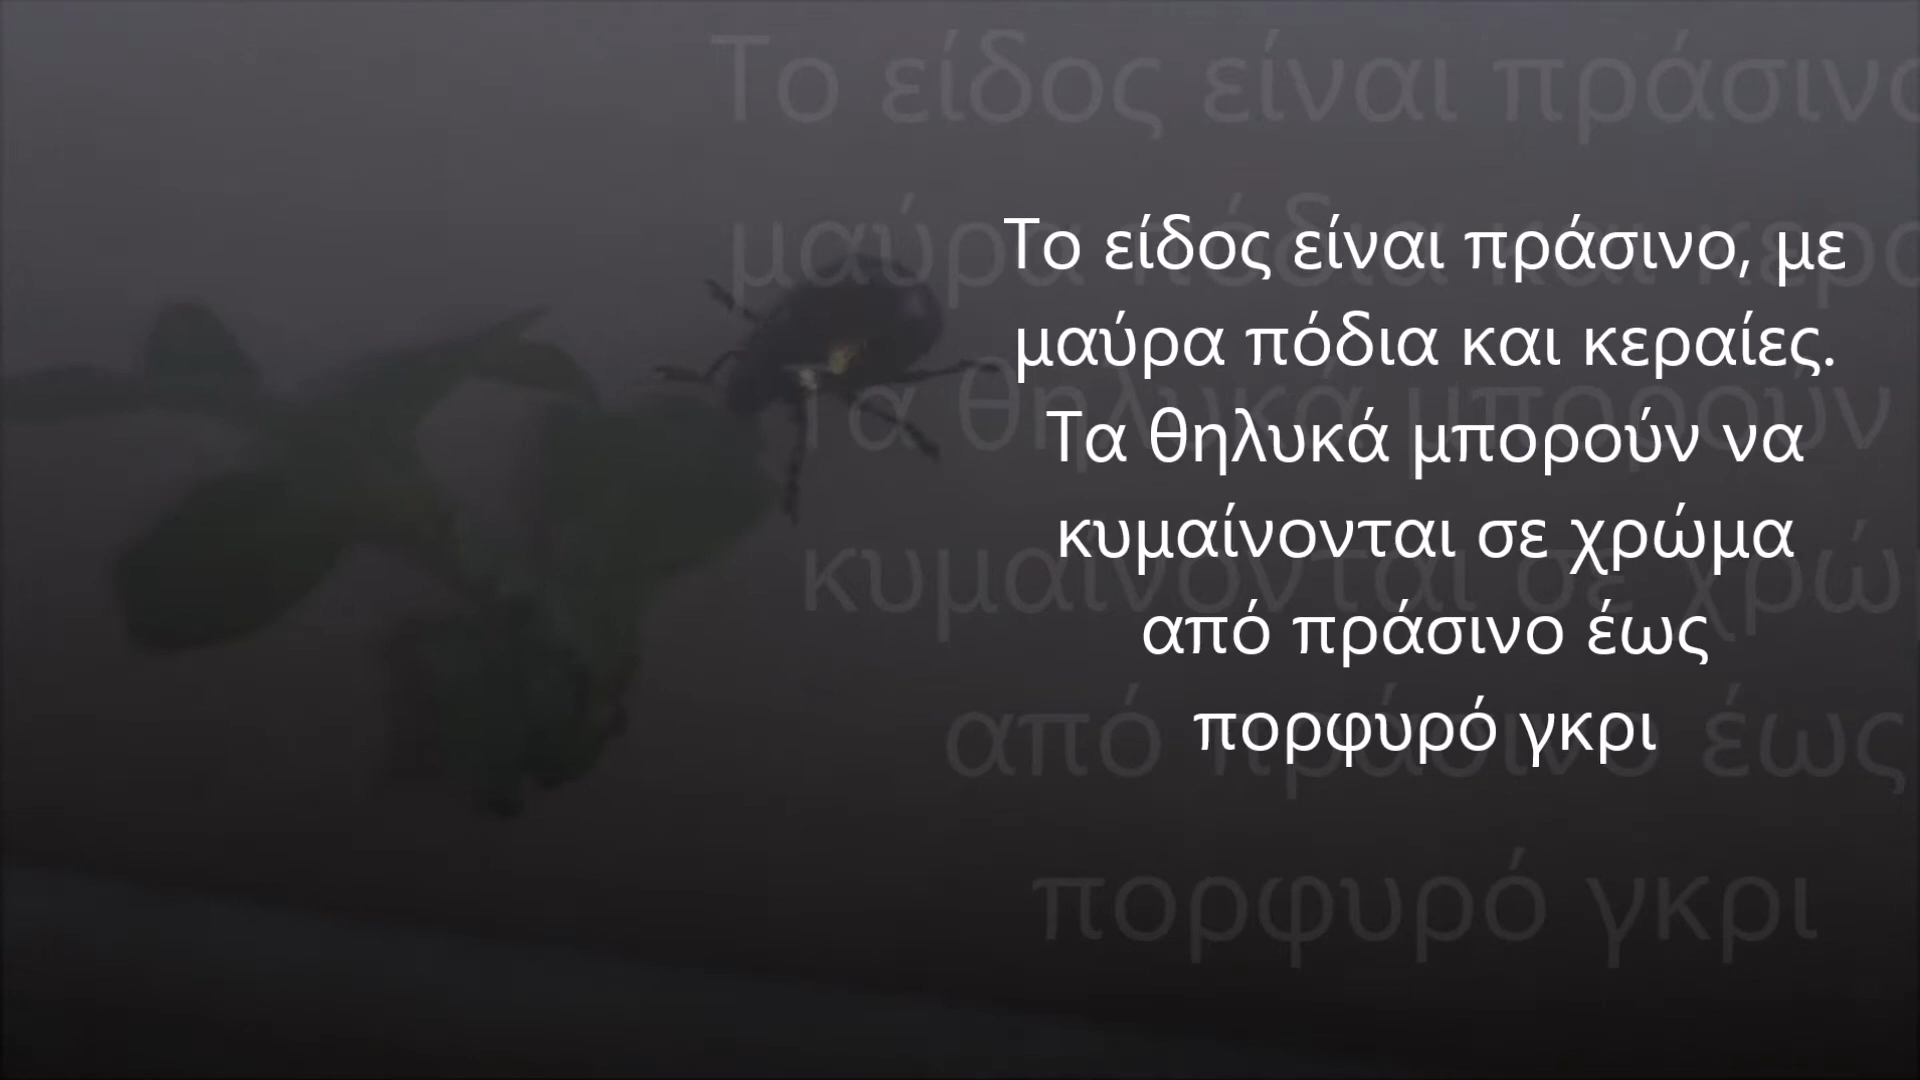 Το είδος είναι πράσινο, με
μαύρα πόδια και κεραίες.
Τα θηλυκά μπορούν να
κυμαίνονται σε χρώμα
από πράσινο έως
πορφυρό γκρι